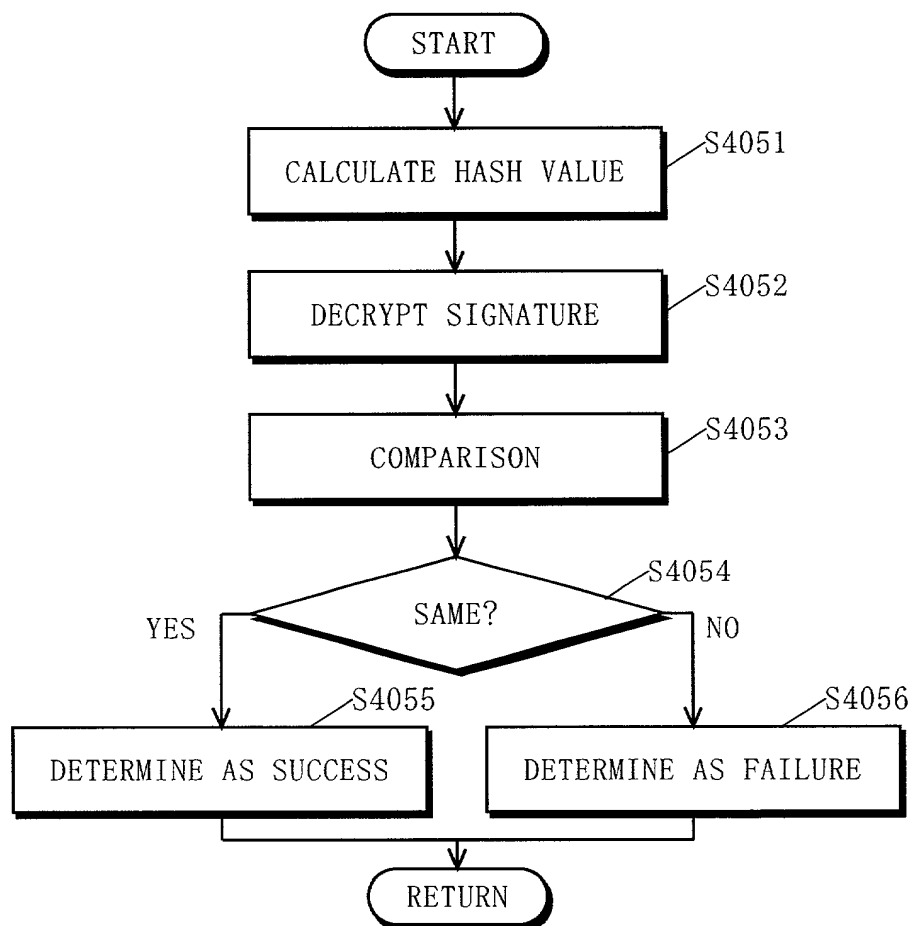 START
CALCULATE HASH VALUE
S4051
DECRYPT SIGNATURE
S4052
COMPARISON
S4053
SAME?
S4054
YES
NO
DETERMINE AS SUCCESS
S4055
DETERMINE AS FAILURE
S4056
RETURN